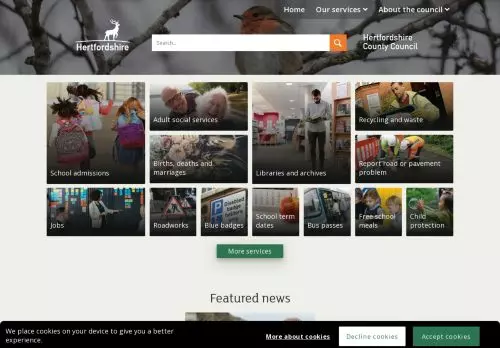 Home Our services About the council
Hertfordshire
Search...
Hertfordshire
County Council
School admissions
Adult social services
Libraries and archives
Recycling and waste
Births, deaths and
marriages
Report road or pavement
problem
Jobs
Roadworks
Disabled
badge
holders
Blue badges
School term
dates
Bus passes
Free school
meals
Child
protection
More services
Featured news
We place cookies on your device to give you a better
experience.
More about cookies
Decline cookies
Accept cookies